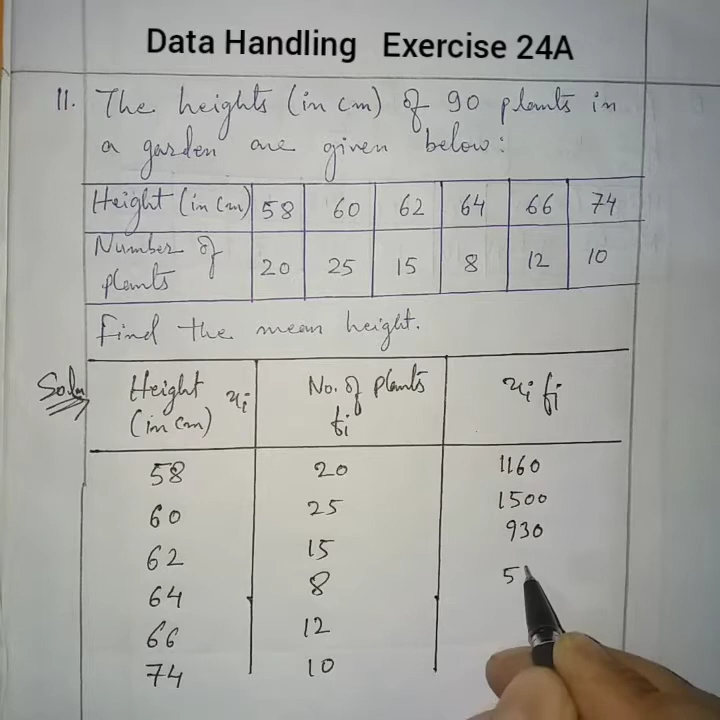 Data Handling Exercise 24A
11. The heights (in cm) of 90 plants in
a garden are given below:
Height (in cm) 58 60 62 64 66 74
Number of plants 20 25 15 8 12 10
Find the mean height.
Soln Height (in cm) xi No. of plants fi xi fi
58 20 1160
60 25 1500
62 15 930
64 8 5
66 12
74 10